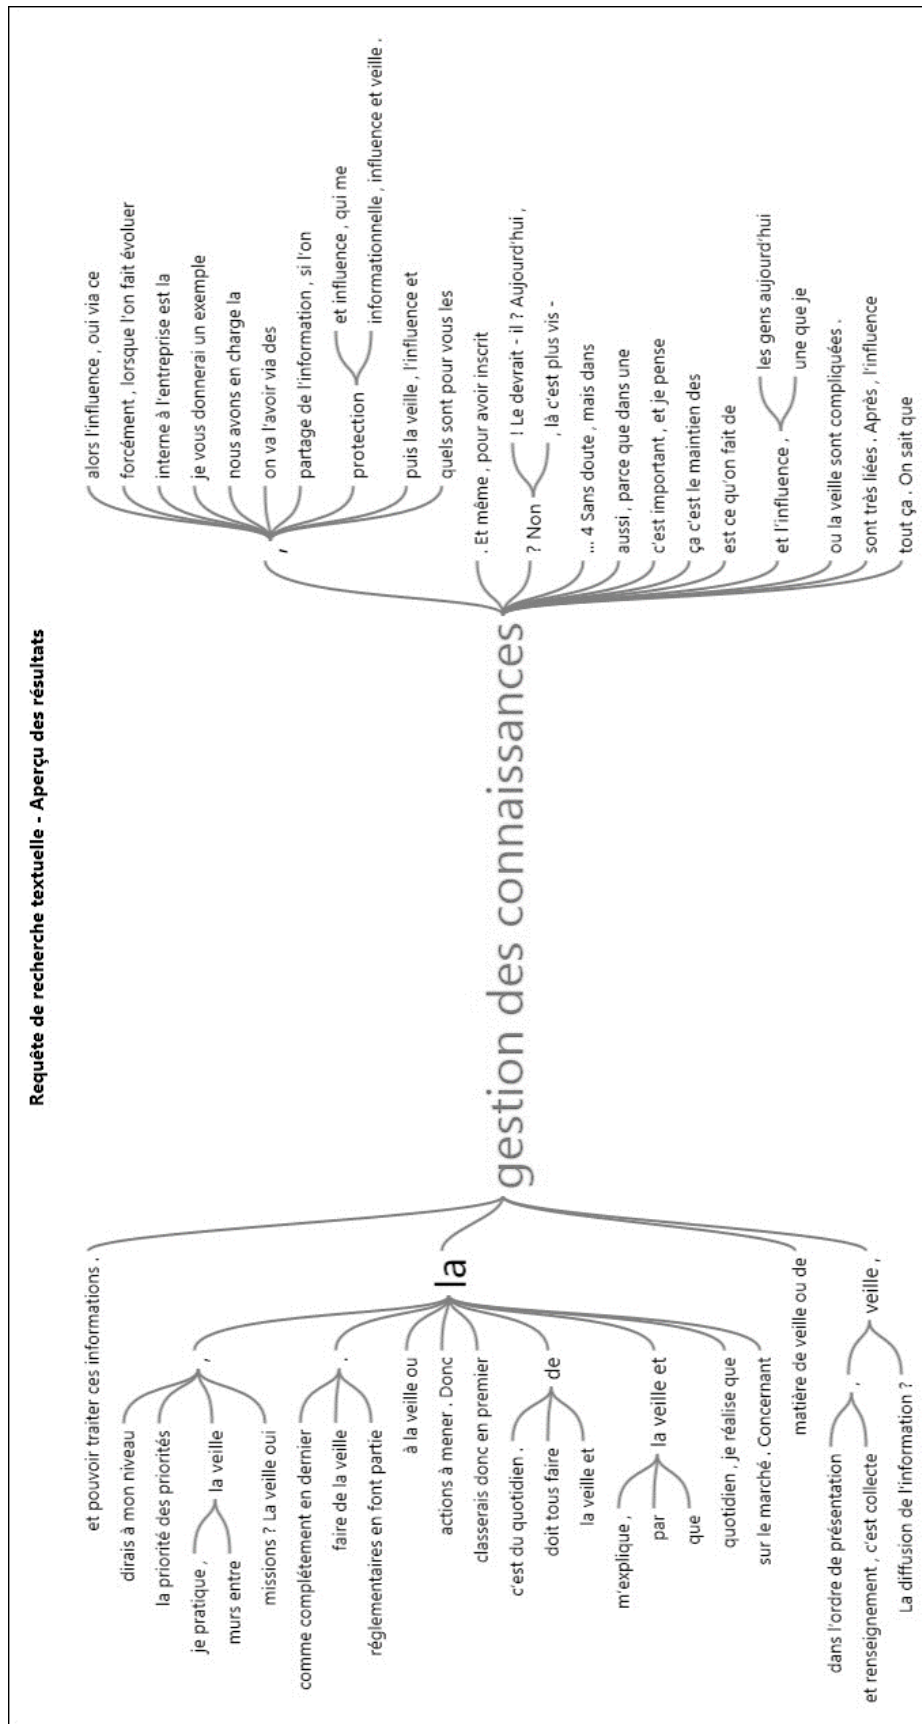 Requête de recherche textuelle - Aperçu des résultats
et pouvoir traiter ces informations .
dirais à mon niveau
la priorité des priorités
je pratique ,
murs entre
la veille
missions ? La veille oui
,
comme complétement en dernier
faire de la veille
réglementaires en font partie
.
à la veille ou
actions à mener . Donc
classerais donc en premier
c'est du quotidien .
doit tous faire
la veille et
de
m'explique ,
par
que
la veille et
quotidien , je réalise que
sur le marché . Concernant
la
matière de veille ou de
dans l'ordre de présentation
et renseignement , c'est collecte
,
La diffusion de l'information ?
veille ,
gestion des connaissances
,
alors l'influence , oui via ce
forcément , lorsque l'on fait évoluer
interne à l'entreprise est la
je vous donnerai un exemple
nous avons en charge la
on va l'avoir via des
partage de l'information , si l'on
protection
et influence , qui me
informationnelle , influence et veille .
puis la veille , l'influence et
quels sont pour vous les
. Et même , pour avoir inscrit
? Non
! Le devrait - il ? Aujourd'hui ,
, là c'est plus vis -
... 4 Sans doute , mais dans
aussi , parce que dans une
c'est important , et je pense
ça c'est le maintien des
est ce qu'on fait de
et l'influence ,
les gens aujourd'hui
une que je
ou la veille sont compliquées .
sont très liées . Après , l'influence
tout ça . On sait que